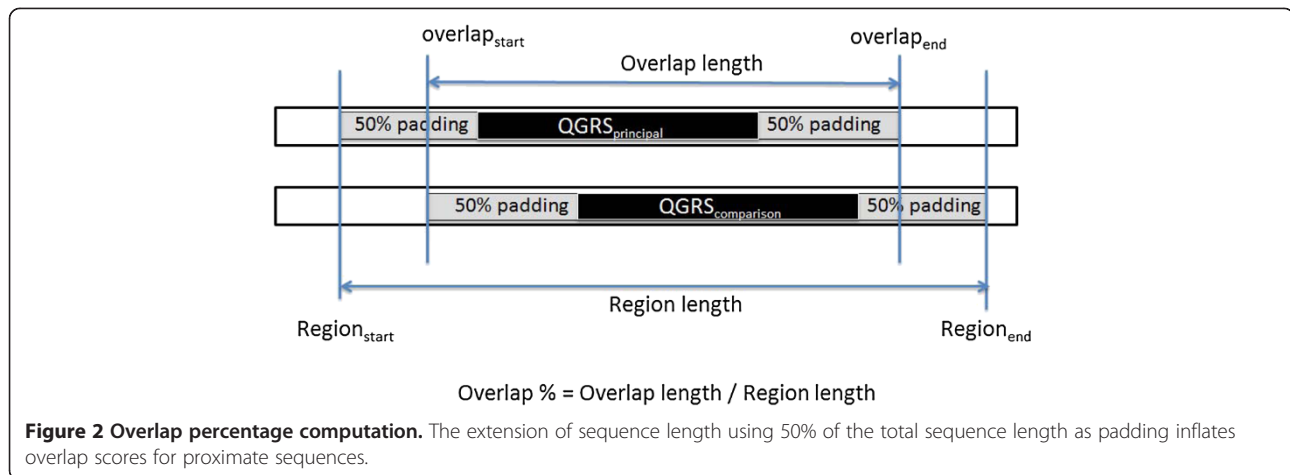 overlapstart
overlapend
Overlap length
50% padding QGRSprincipal 50% padding
50% padding QGRScomparison 50% padding
Region length
Regionstart
Regionend
Overlap % = Overlap length / Region length
Figure 2 Overlap percentage computation. The extension of sequence length using 50% of the total sequence length as padding inflates
overlap scores for proximate sequences.